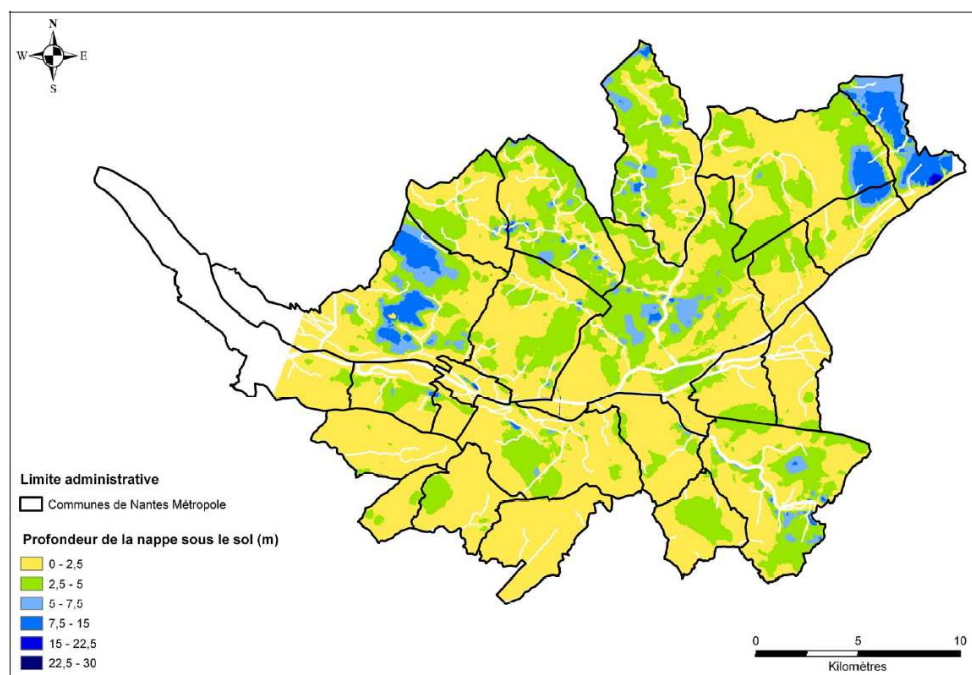 N
W E
S
Limite administrative
Communes de Nantes Métropole
Profondeur de la nappe sous le sol (m)
0 - 2,5
2,5 - 5
5 - 7,5
7,5 - 15
15 - 22,5
22,5 - 30
0 5 10
Kilomètres